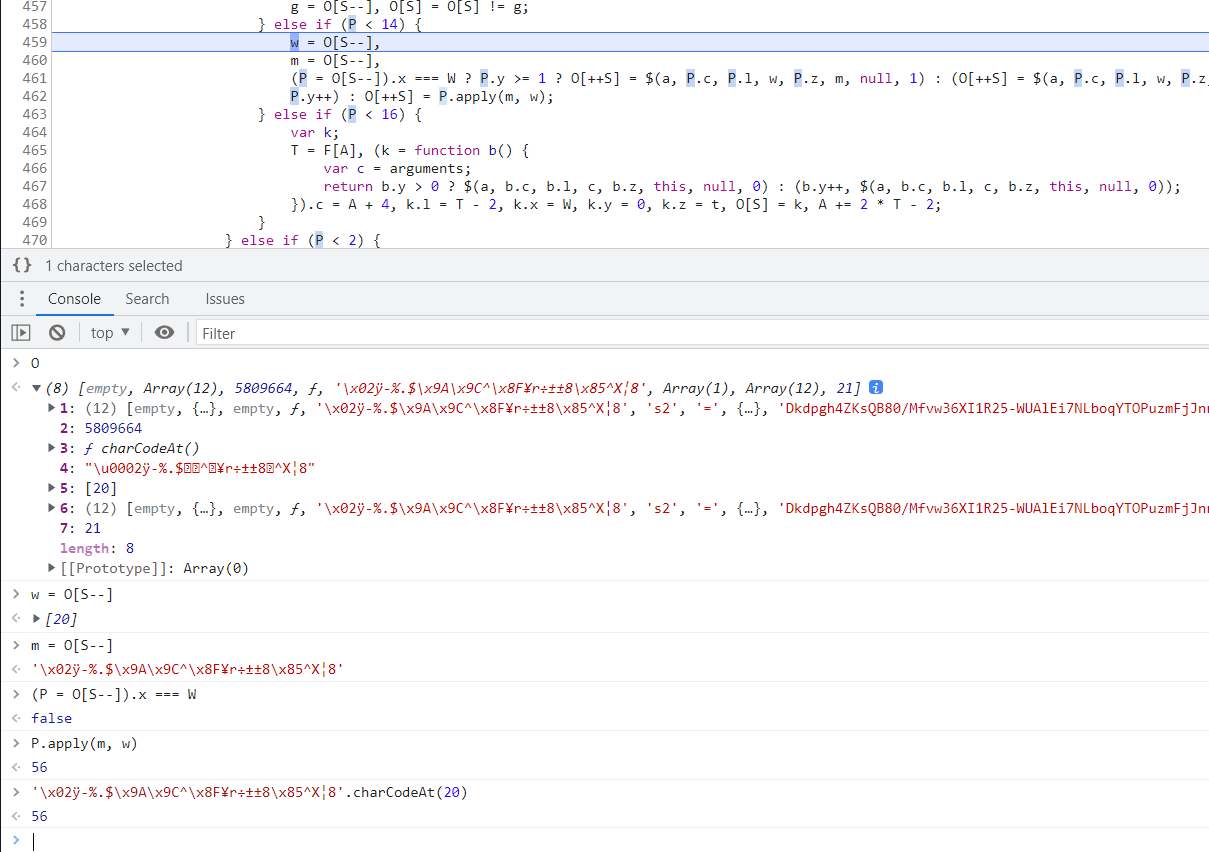 457 g = O[S--], O[S] = O[S] != g;
458 } else if (P < 14) {
459 w = O[S--],
460 m = O[S--],
461 (P = O[S--]).x === W ? P.y >= 1 ? O[++S] = $(a, P.c, P.l, w, P.z, m, null, 1) : (O[++S] = $(a, P.c, P.l, w, P.z,
462 P.y++) : O[++S] = P.apply(m, w);
463 } else if (P < 16) {
464 var k;
465 T = F[A], (k = function b() {
466 var c = arguments;
467 return b.y > 0 ? $(a, b.c, b.l, c, b.z, this, null, 0) : (b.y++, $(a, b.c, b.l, c, b.z, this, null, 0));
468 }).c = A + 4, k.l = T - 2, k.x = W, k.y = 0, k.z = t, O[S] = k, A += 2 * T - 2;
469 }
470 } else if (P < 2) {
{} 1 characters selected
Console Search Issues
top ▼ Filter
> O
(8) [empty, Array(12), 5809664, ƒ, '\x02ÿ-%.$\x9A\x9C^\x8F¥r÷±±8\x85^X¦8', Array(1), Array(12), 21] i
1: (12) [empty, {…}, empty, ƒ, '\x02ÿ-%.$\x9A\x9C^\x8F¥r÷±±8\x85^X¦8', 's2', '=', {…}, 'Dkdpgh4ZKsQB80/Mfvw36XI1R25-WUAlEi7NLboqYTOPuzmFjJnr
2: 5809664
3: ƒ charCodeAt()
4: "\u0002ÿ-%.$^¥r÷±±8^X¦8"
5: [20]
6: (12) [empty, {…}, empty, ƒ, '\x02ÿ-%.$\x9A\x9C^\x8F¥r÷±±8\x85^X¦8', 's2', '=', {…}, 'Dkdpgh4ZKsQB80/Mfvw36XI1R25-WUAlEi7NLboqYTOPuzmFjJnr
7: 21
length: 8
[[Prototype]]: Array(0)
> w = O[S--]
[20]
> m = O[S--]
'\x02ÿ-%.$\x9A\x9C^\x8F¥r÷±±8\x85^X¦8'
> (P = O[S--]).x === W
false
> P.apply(m, w)
56
> '\x02ÿ-%.$\x9A\x9C^\x8F¥r÷±±8\x85^X¦8'.charCodeAt(20)
56
>